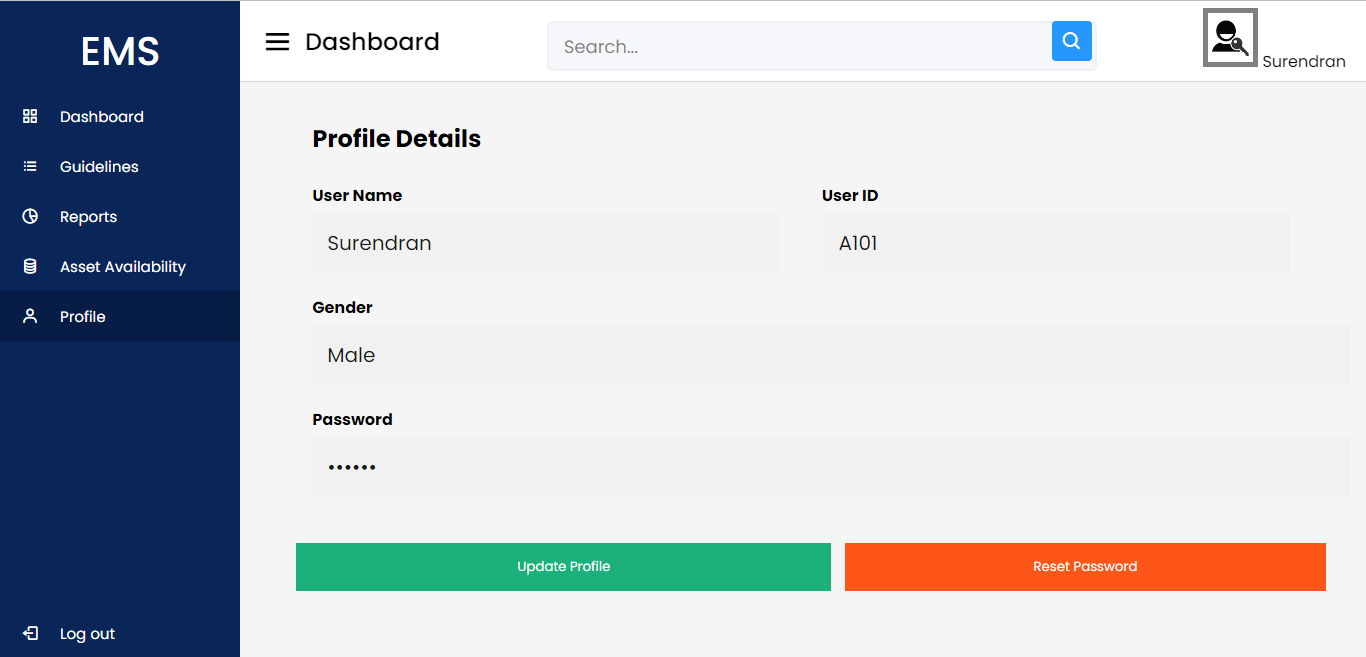 EMS
Dashboard
Guidelines
Reports
Asset Availability
Profile
Log out
Dashboard
Search...
Surendran
Profile Details
User Name
User ID
Surendran
A101
Gender
Male
Password
••••••
Update Profile
Reset Password